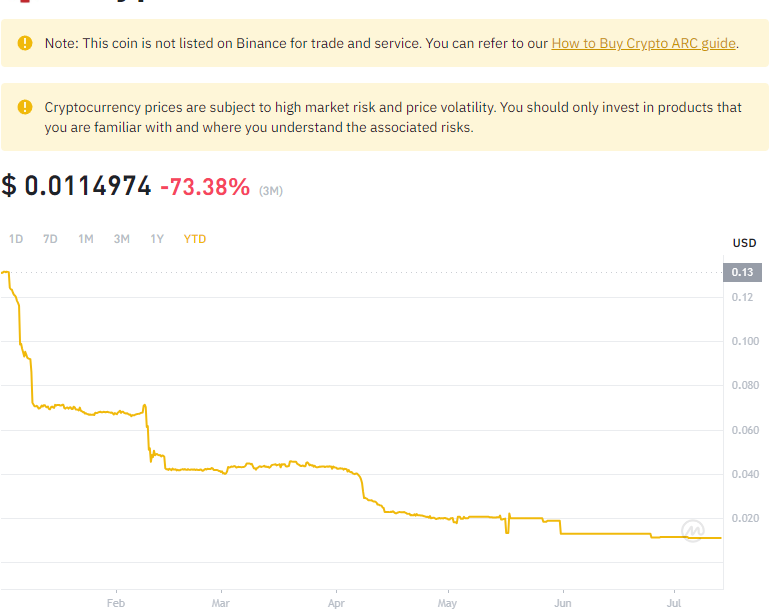 Note: This coin is not listed on Binance for trade and service. You can refer to our How to Buy Crypto ARC guide.
Cryptocurrency prices are subject to high market risk and price volatility. You should only invest in products that
you are familiar with and where you understand the associated risks.
$ 0.0114974 -73.38% (3M)
1D 7D 1M 3M 1Y YTD
USD
0.13
0.12
0.100
0.080
0.060
0.040
0.020
Feb Mar Apr May Jun Jul